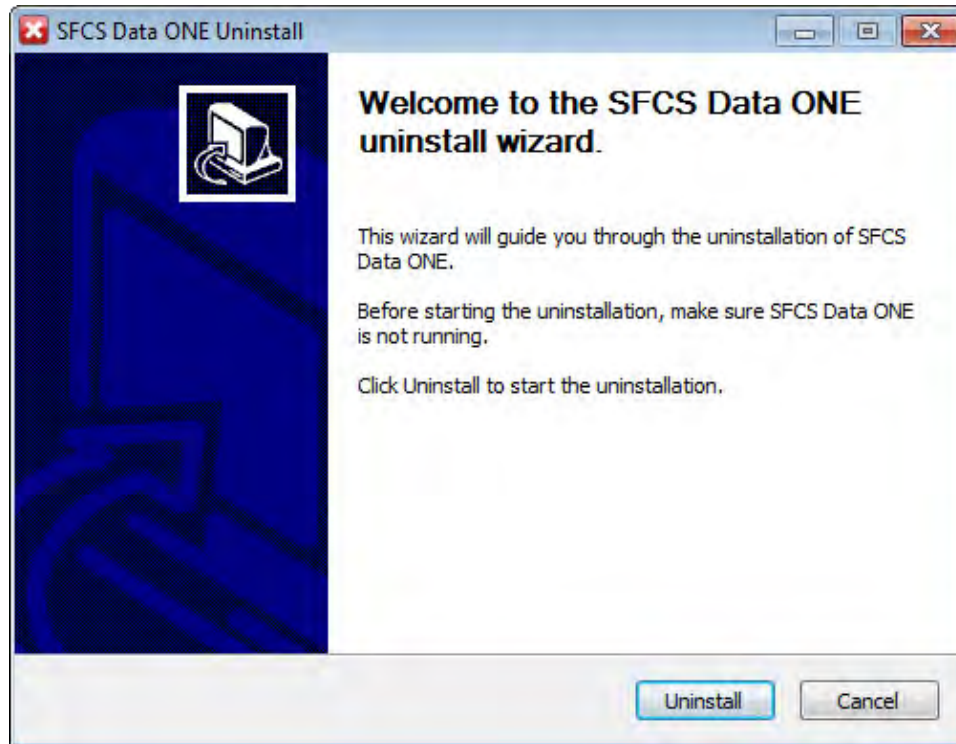 SFCS Data ONE Uninstall
Welcome to the SFCS Data ONE
uninstall wizard.
This wizard will guide you through the uninstallation of SFCS
Data ONE.
Before starting the uninstallation, make sure SFCS Data ONE
is not running.
Click Uninstall to start the uninstallation.
Uninstall
Cancel